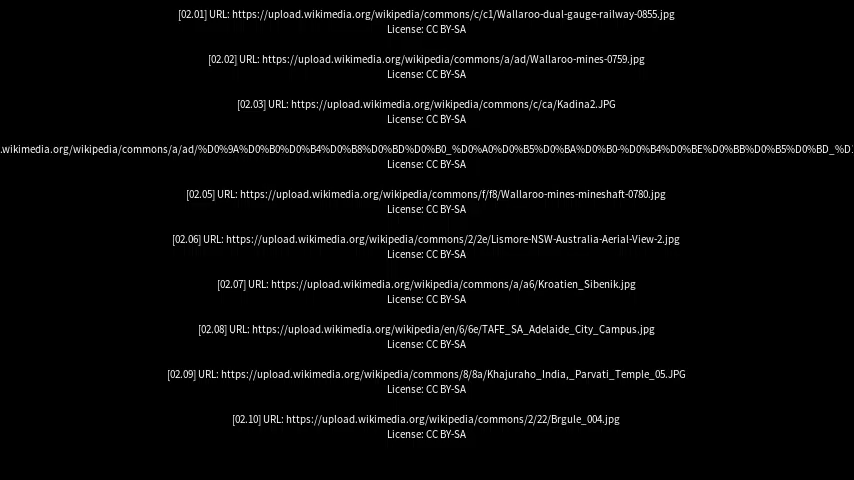 [02.01] URL: https://upload.wikimedia.org/wikipedia/commons/c/c1/Wallaroo-dual-gauge-railway-0855.jpg
License: CC BY-SA
[02.02] URL: https://upload.wikimedia.org/wikipedia/commons/a/ad/Wallaroo-mines-0759.jpg
License: CC BY-SA
[02.03] URL: https://upload.wikimedia.org/wikipedia/commons/c/ca/Kadina2.JPG
License: CC BY-SA
.wikimedia.org/wikipedia/commons/a/ad/%D0%9A%D0%B0%D0%B4%D0%B8%D0%BD%D0%B0_%D0%A0%D0%B5%D0%BA%D0%B0-%D0%B4%D0%BE%D0%BB%D0%B5%D0%BD_%D
License: CC BY-SA
[02.05] URL: https://upload.wikimedia.org/wikipedia/commons/f/f8/Wallaroo-mines-mineshaft-0780.jpg
License: CC BY-SA
[02.06] URL: https://upload.wikimedia.org/wikipedia/commons/2/2e/Lismore-NSW-Australia-Aerial-View-2.jpg
License: CC BY-SA
[02.07] URL: https://upload.wikimedia.org/wikipedia/commons/a/a6/Kroatien_Sibenik.jpg
License: CC BY-SA
[02.08] URL: https://upload.wikimedia.org/wikipedia/en/6/6e/TAFE_SA_Adelaide_City_Campus.jpg
License: CC BY-SA
[02.09] URL: https://upload.wikimedia.org/wikipedia/commons/8/8a/Khajuraho_India,_Parvati_Temple_05.JPG
License: CC BY-SA
[02.10] URL: https://upload.wikimedia.org/wikipedia/commons/2/22/Brgule_004.jpg
License: CC BY-SA